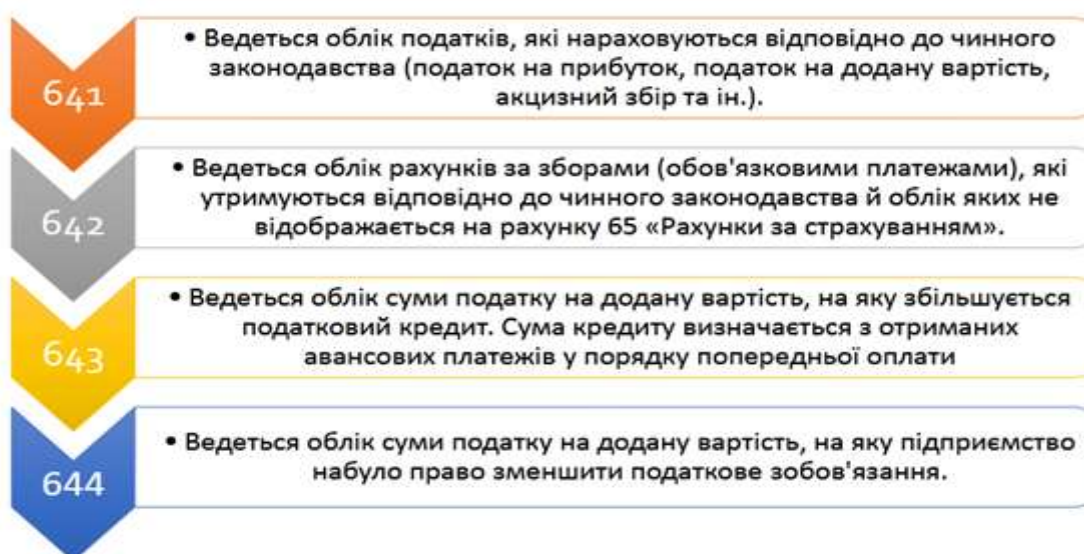 641
• Ведеться облік податків, які нараховуються відповідно до чинного
законодавства (податок на прибуток, податок на додану вартість,
акцизний збір та ін.).
642
• Ведеться облік рахунків за зборами (обов'язковими платежами), які
утримуються відповідно до чинного законодавства й облік яких не
відображається на рахунку 65 «Рахунки за страхуванням».
643
• Ведеться облік суми податку на додану вартість, на яку збільшується
податковий кредит. Сума кредиту визначається з отриманих
авансових платежів у порядку попередньої оплати
644
• Ведеться облік суми податку на додану вартість, на яку підприємство
набуло право зменшити податкове зобов'язання.